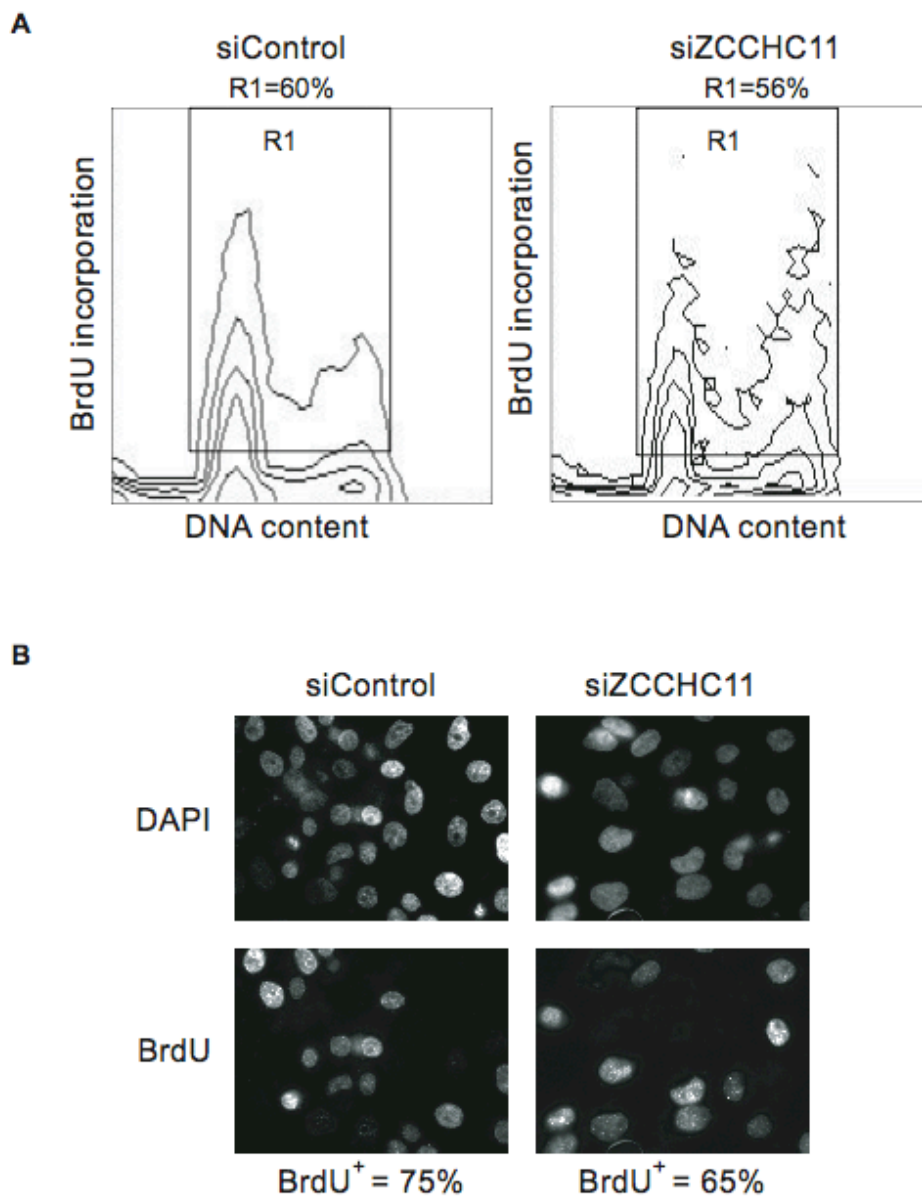 A
siControl
R1=60%
R1
BrdU incorporation
DNA content
siZCCHC11
R1=56%
R1
BrdU incorporation
DNA content
B
siControl siZCCHC11
DAPI
BrdU
BrdU+ = 75% BrdU+ = 65%